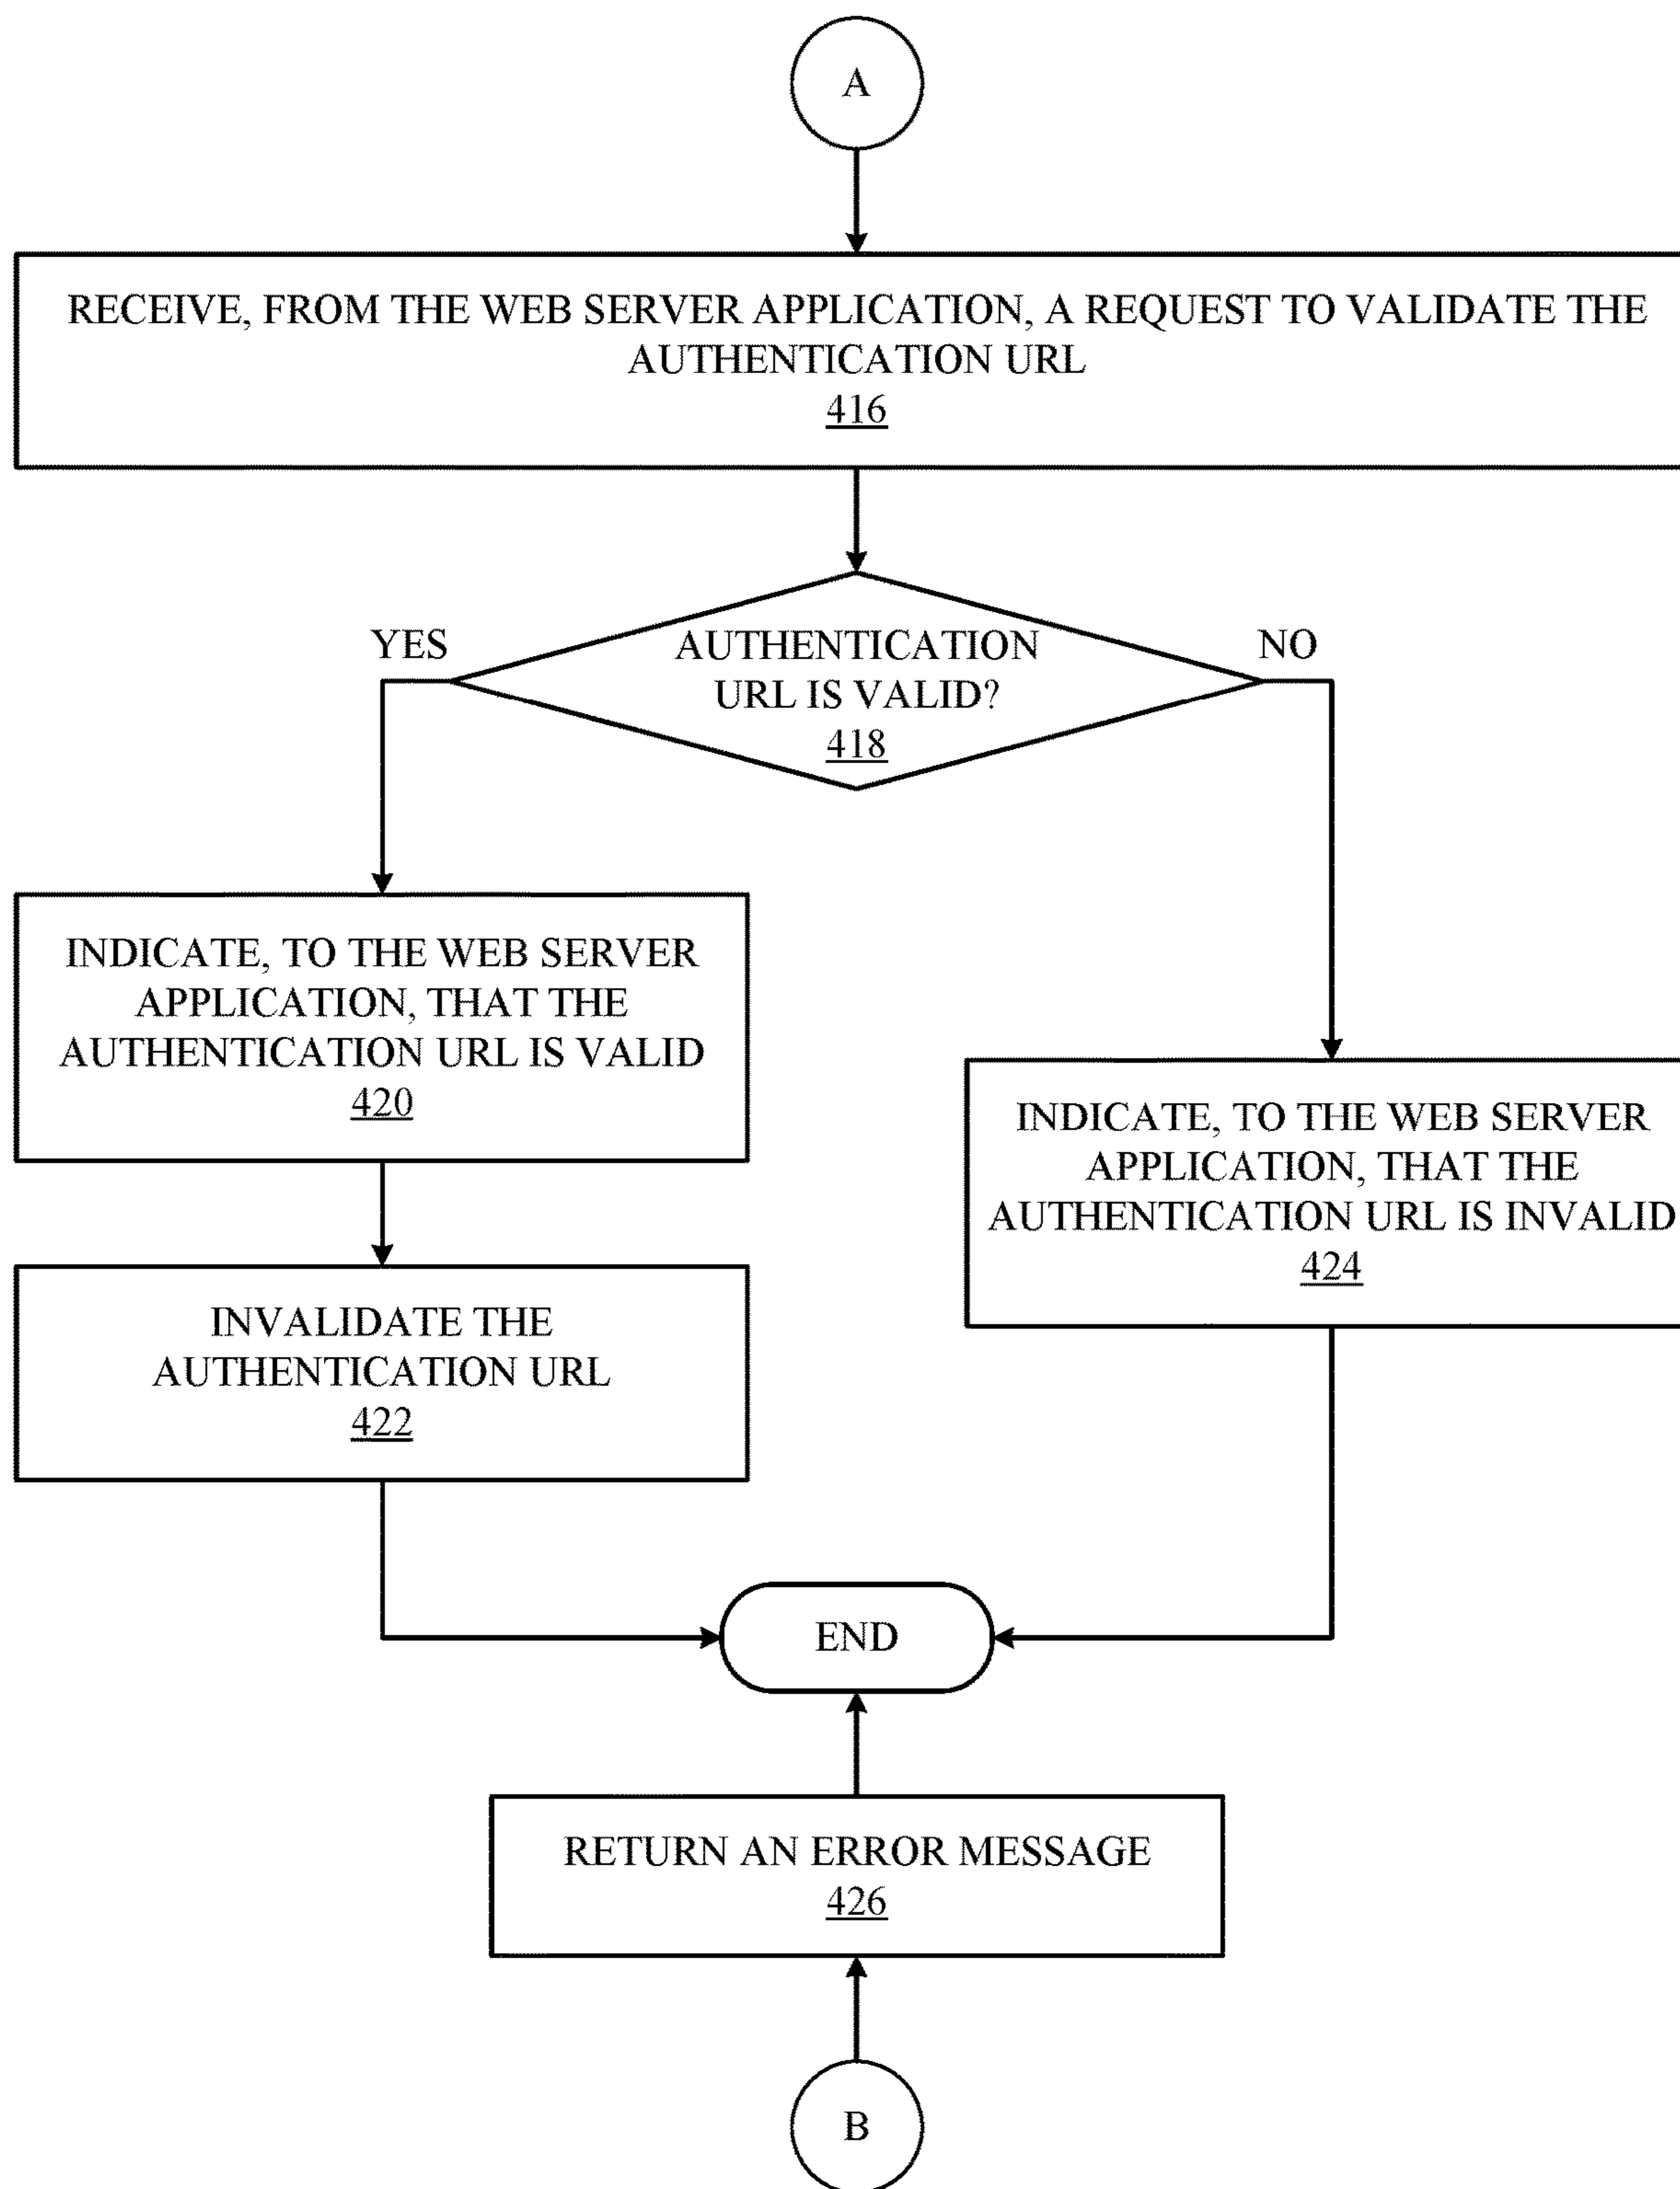 A
RECEIVE, FROM THE WEB SERVER APPLICATION, A REQUEST TO VALIDATE THE
AUTHENTICATION URL
416
YES
AUTHENTICATION
URL IS VALID?
418
NO
INDICATE, TO THE WEB SERVER
APPLICATION, THAT THE
AUTHENTICATION URL IS VALID
420
INDICATE, TO THE WEB SERVER
APPLICATION, THAT THE
AUTHENTICATION URL IS INVALID
424
INVALIDATE THE
AUTHENTICATION URL
422
END
RETURN AN ERROR MESSAGE
426
B